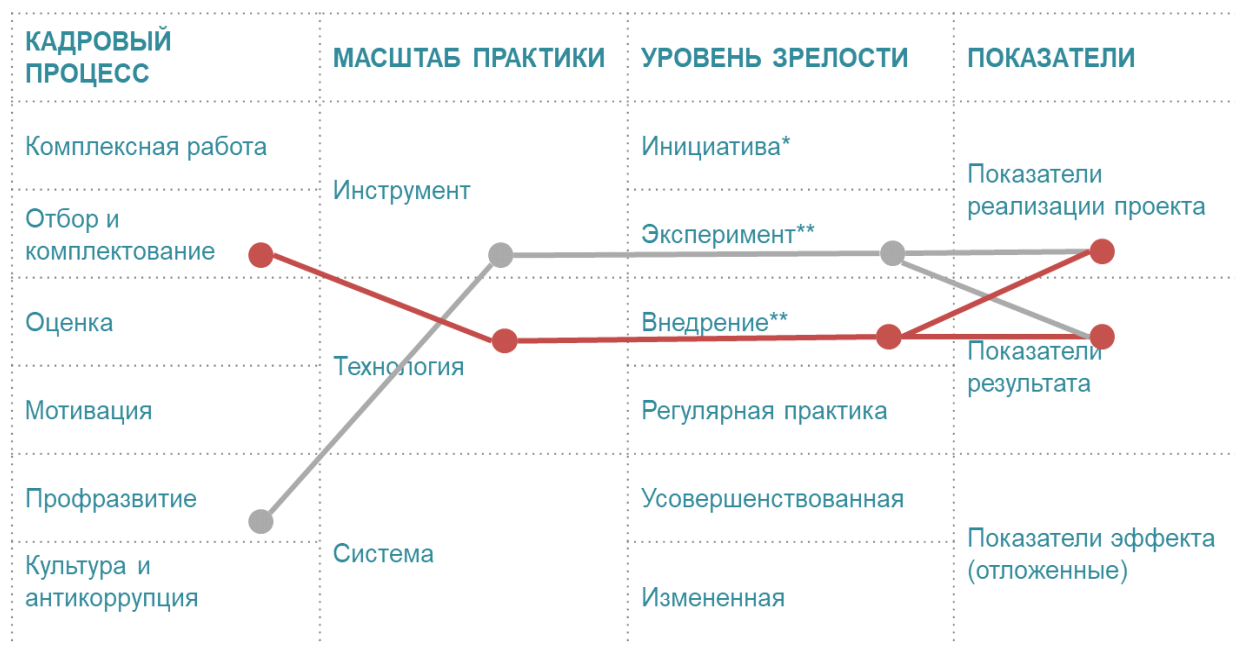 КАДРОВЫЙ
ПРОЦЕСС
МАСШТАБ ПРАКТИКИ
УРОВЕНЬ ЗРЕЛОСТИ
ПОКАЗАТЕЛИ
Комплексная работа
Отбор и
комплектование
Оценка
Мотивация
Профразвитие
Культура и
антикоррупция
Инструмент
Технология
Система
Инициатива*
Эксперимент**
Внедрение**
Регулярная практика
Усовершенствованная
Измененная
Показатели
реализации проекта
Показатели
результата
Показатели эффекта
(отложенные)